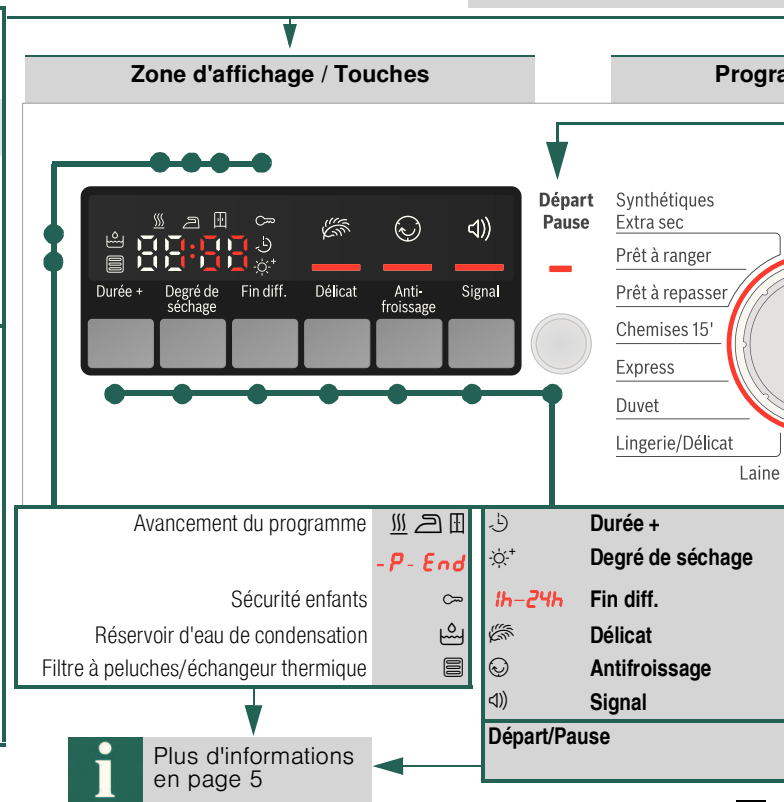 Zone d'affichage / Touches
Progra
Départ
Pause
Durée +
Degré de
séchage
Fin diff.
Délicat
Anti-
froissage
Signal
Synthétiques
Extra sec
Prêt à ranger
Prêt à repasser
Chemises 15'
Express
Duvet
Lingerie/Délicat
Laine
Avancement du programme
-P- End
Sécurité enfants
Réservoir d'eau de condensation
Filtre à peluches/échangeur thermique
Durée +
Degré de séchage
1h-24h Fin diff.
Délicat
Antifroissage
Signal
Départ/Pause
i
Plus d'informations
en page 5